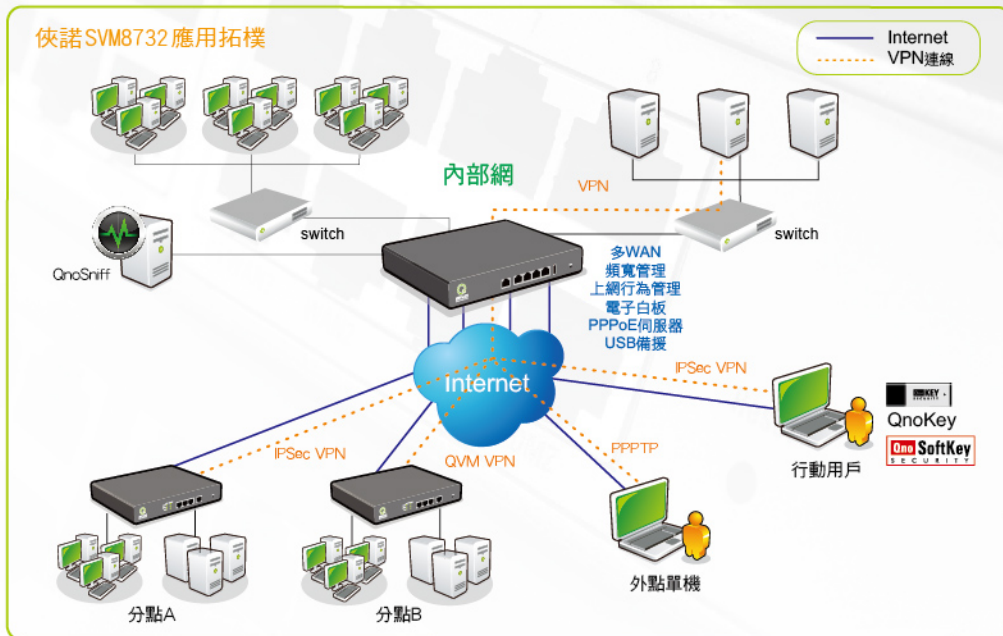 俠諾SVM8732應用拓樸
Internet
VPN連線
內部網
VPN
switch
switch
QnoSniff
多WAN
頻寬管理
上網行為管理
電子白板
PPPoE伺服器
USB備援
Internet
IPSec VPN
IPSec VPN
QVM VPN
PPPTP
KEY
SECURITY
QnoKey
Qno SoftKey
SECURITY
行動用戶
外點單機
分點A
分點B